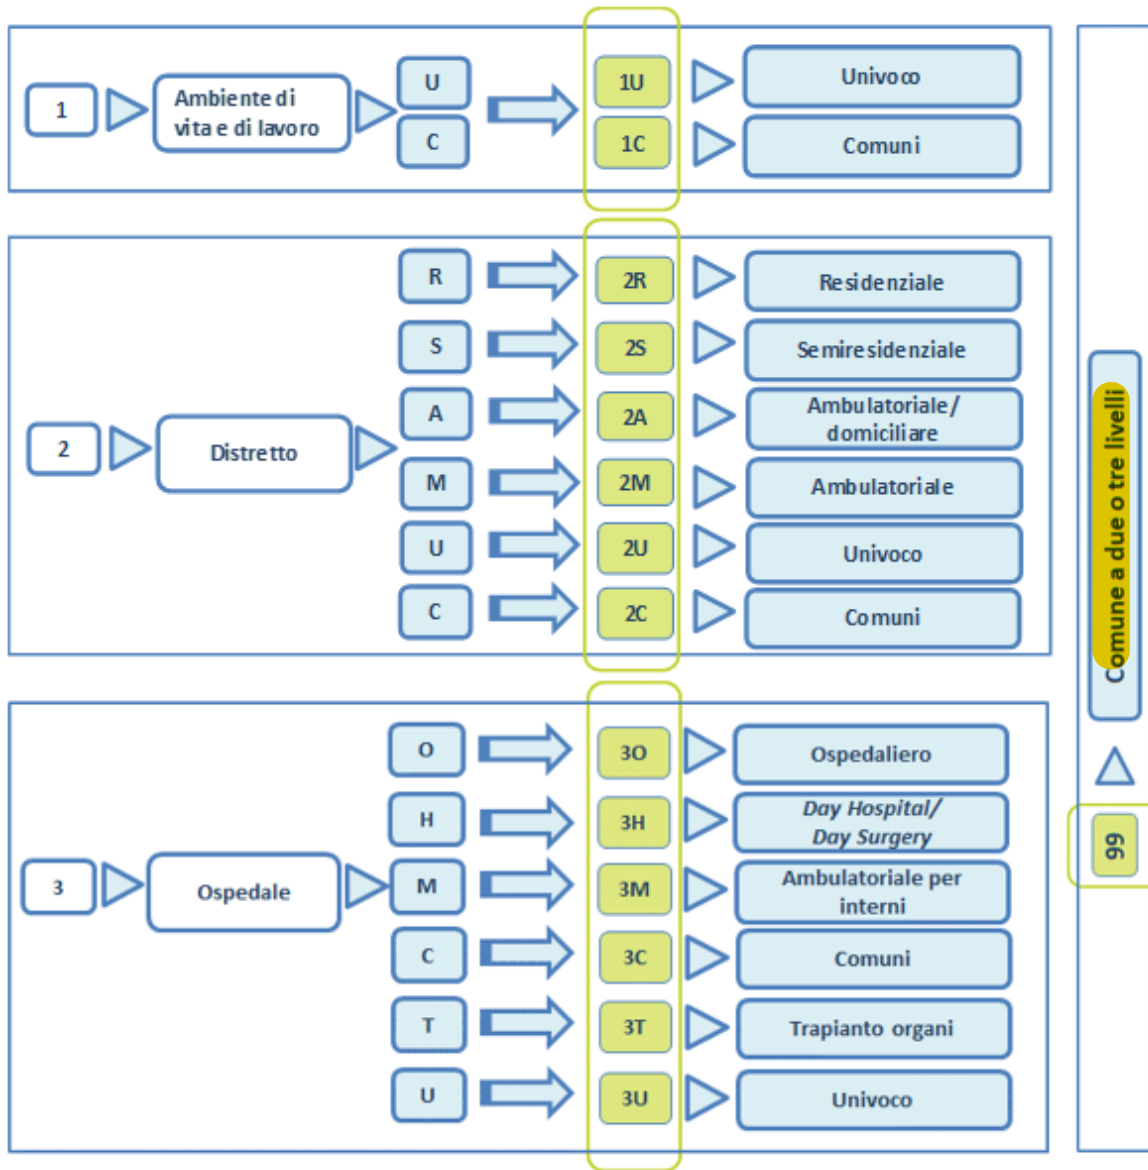 1
Ambiente di
vita e di lavoro
U
C
1U
1C
Univoco
Comuni
2
Distretto
R
2R
Residenziale
S
2S
Semiresidenziale
A
2A
Ambulatoriale/
domiciliare
M
2M
Ambulatoriale
U
2U
Univoco
C
2C
Comuni
3
Ospedale
O
3O
Ospedaliero
H
3H
Day Hospital/
Day Surgery
M
3M
Ambulatoriale per
interni
C
3C
Comuni
T
3T
Trapianto organi
U
3U
Univoco
99
Comune a due o tre livelli